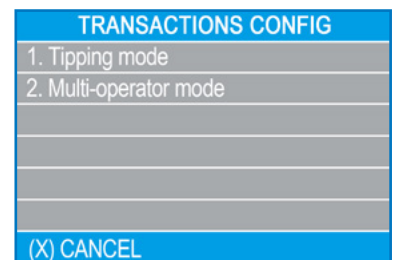 TRANSACTIONS CONFIG
1. Tipping mode
2. Multi-operator mode
(X) CANCEL